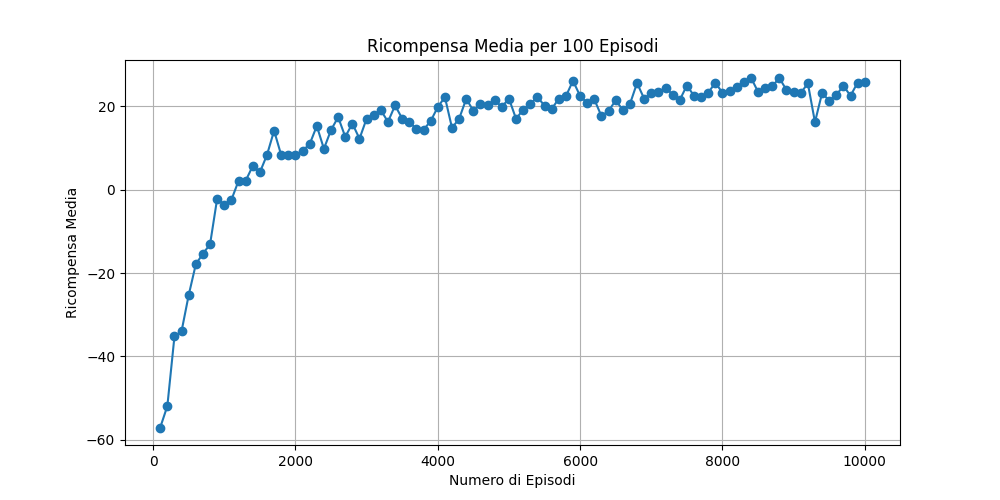 Ricompensa Media per 100 Episodi
Ricompensa Media
20
0
−20
−40
−60
0 2000 4000 6000 8000 10000
Numero di Episodi